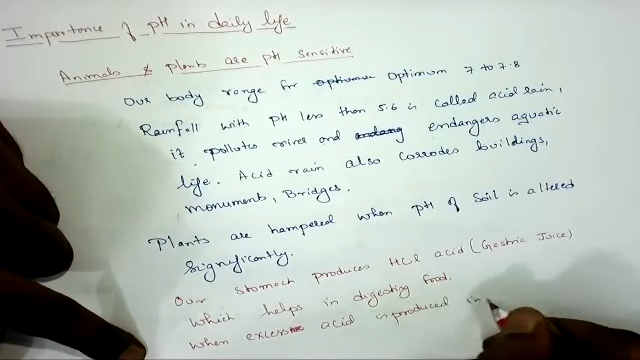 Importance of pH in daily life
Animals & Plants are pH sensitive
Our body range for optimum Optimum 7 to 7.8
Rainfall with pH less than 5.6 is called acid rain,
it pollutes river and endang endangers aquatic
life. Acid rain also corrodes buildings,
monument, Bridges.
Plants are hampered when pH of Soil is altered
Significantly.
Our stomach produces HCl acid (Gastric Juice)
Which helps in digesting food.
When excess acid is produced in